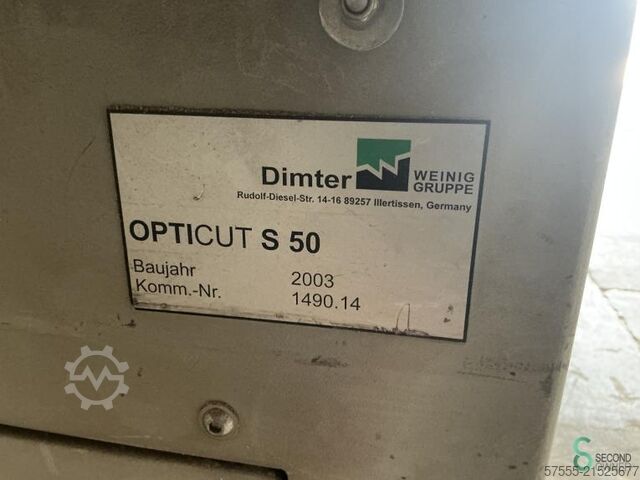 Dimter WEINIG
GRUPPE
Rudolf-Diesel-Str. 14-16 89257 Illertissen, Germany
OPTICUT S 50
Baujahr 2003
Komm.-Nr. 1490.14
SECOND
57555-21525677